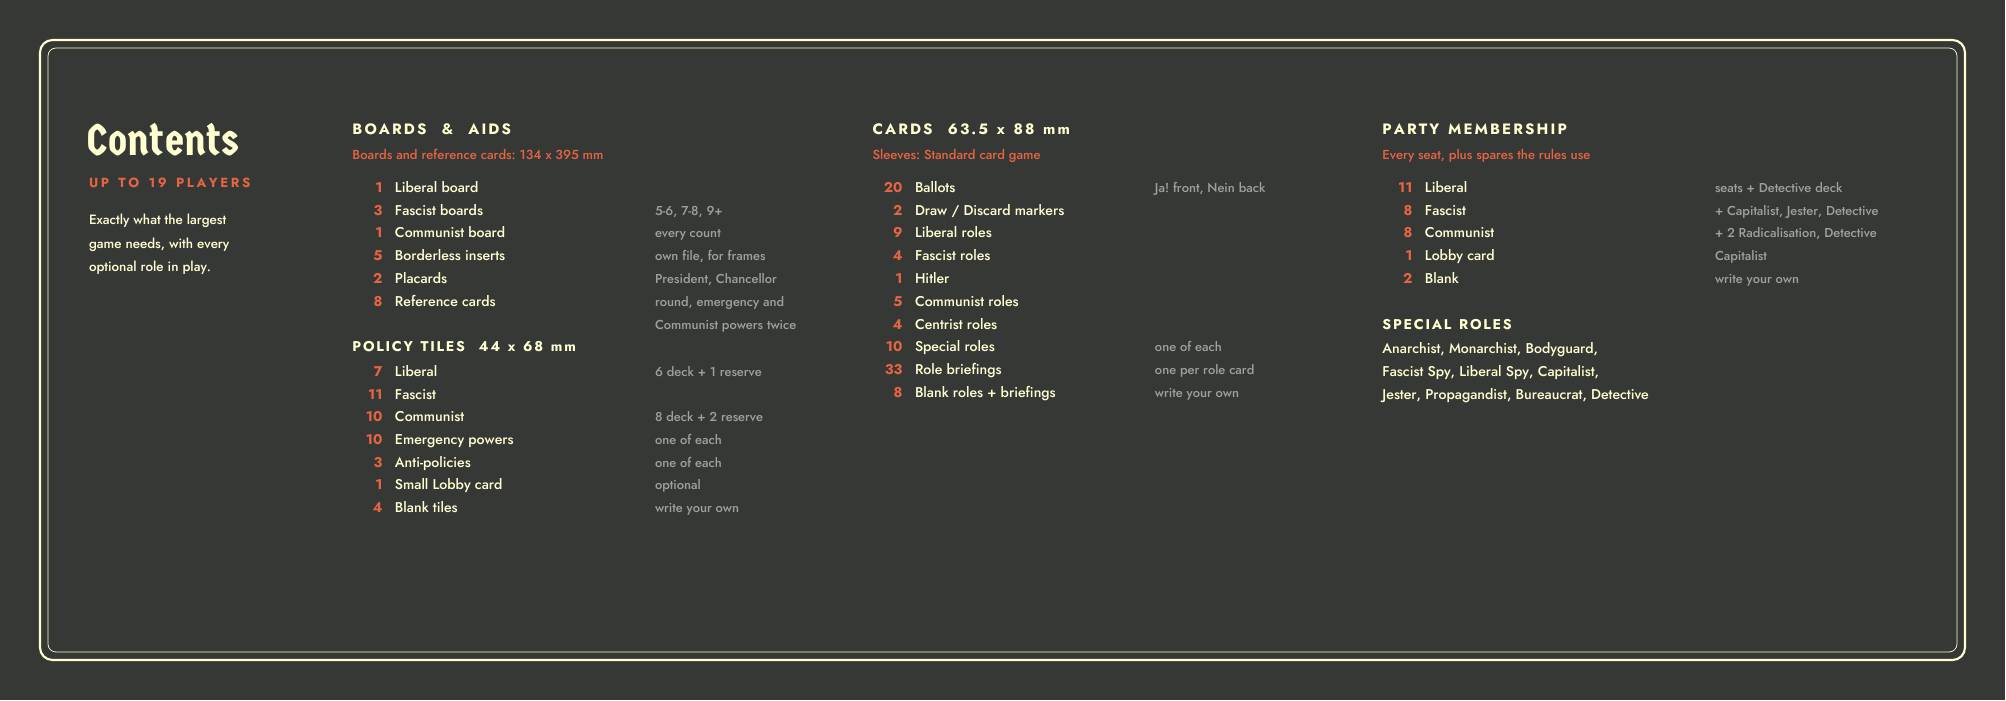 Contents
UP TO 19 PLAYERS
Exactly what the largest
game needs, with every
optional role in play.
BOARDS & AIDS
Boards and reference cards: 134 x 395 mm
1 Liberal board
3 Fascist boards 5-6, 7-8, 9+
1 Communist board every count
5 Borderless inserts own file, for frames
2 Placards President, Chancellor
8 Reference cards round, emergency and
Communist powers twice
POLICY TILES 44 x 68 mm
7 Liberal 6 deck + 1 reserve
11 Fascist
10 Communist 8 deck + 2 reserve
10 Emergency powers one of each
3 Anti-policies one of each
1 Small Lobby card optional
4 Blank tiles write your own
CARDS 63.5 x 88 mm
Sleeves: Standard card game
20 Ballots Ja! front, Nein back
2 Draw / Discard markers
9 Liberal roles
4 Fascist roles
1 Hitler
5 Communist roles
4 Centrist roles
10 Special roles one of each
33 Role briefings one per role card
8 Blank roles + briefings write your own
PARTY MEMBERSHIP
Every seat, plus spares the rules use
11 Liberal seats + Detective deck
8 Fascist + Capitalist, Jester, Detective
8 Communist + 2 Radicalisation, Detective
1 Lobby card Capitalist
2 Blank write your own
SPECIAL ROLES
Anarchist, Monarchist, Bodyguard,
Fascist Spy, Liberal Spy, Capitalist,
Jester, Propagandist, Bureaucrat, Detective